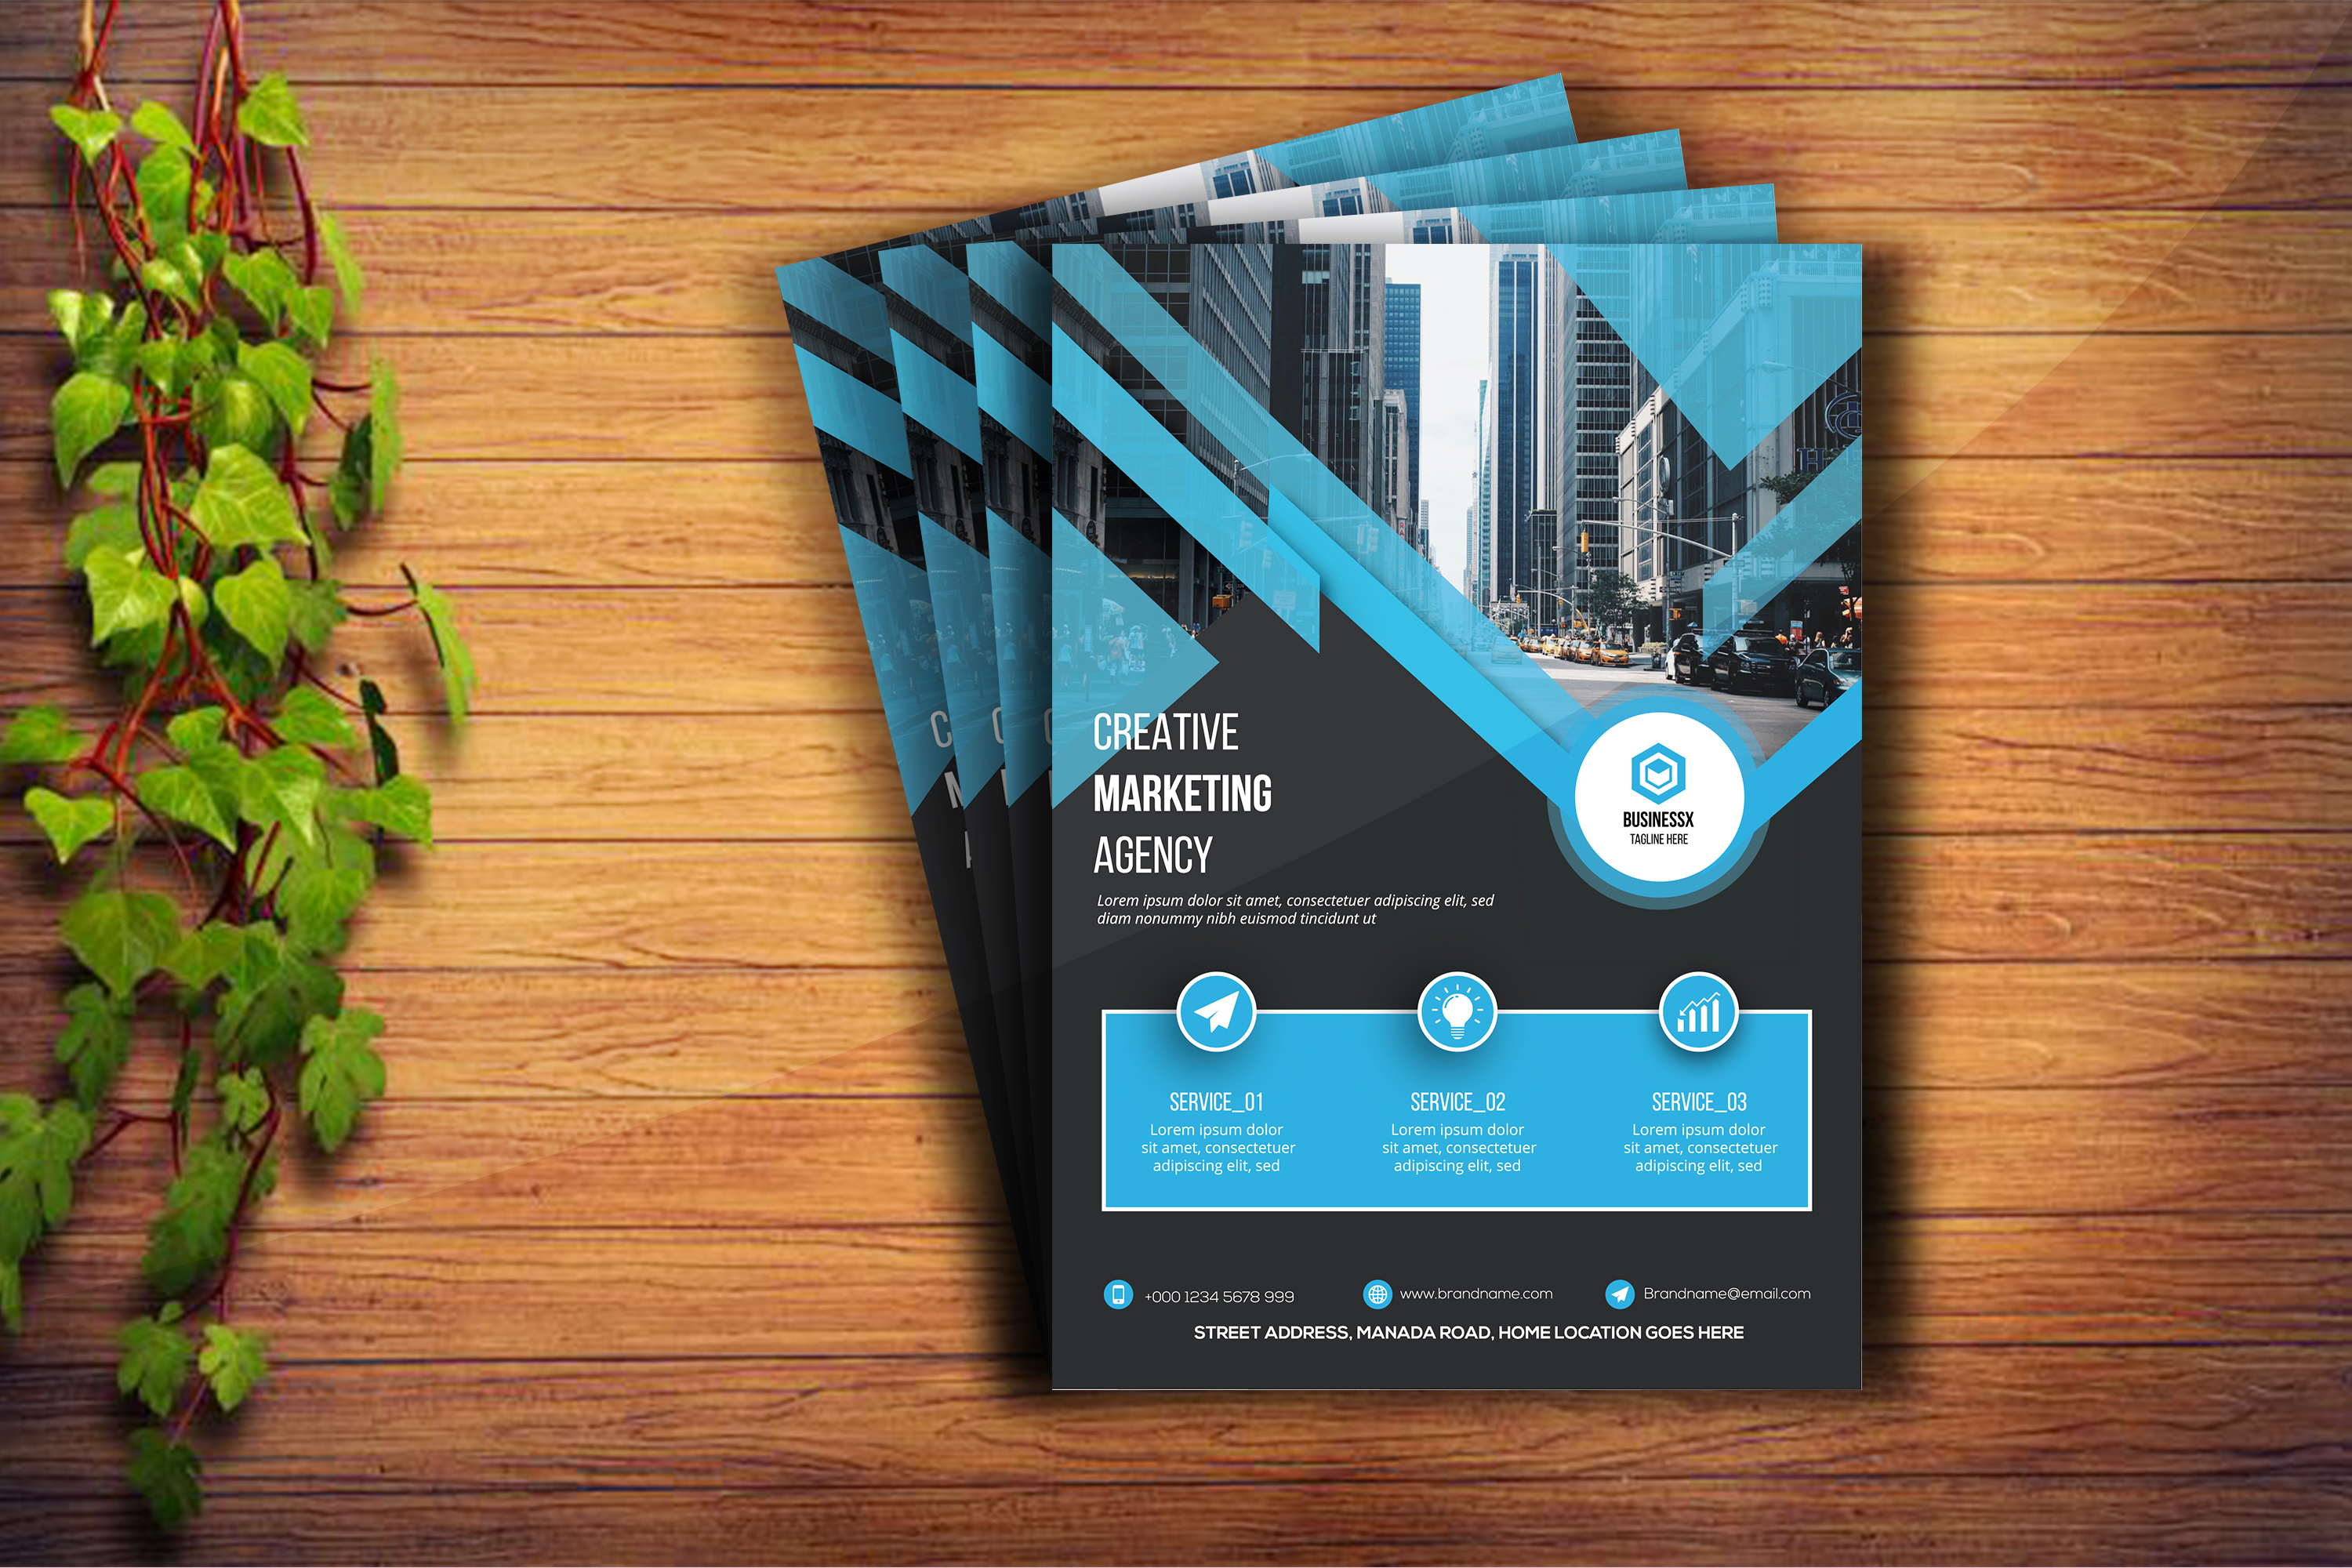 CREATIVE
MARKETING
AGENCY
Lorem ipsum dolor sit amet, consectetuer adipiscing elit, sed
diam nonummy nibh euismod tincidunt ut
BUSINESSX
TAGLINE HERE
SERVICE_01
Lorem ipsum dolor
sit amet, consectetuer
adipiscing elit, sed
SERVICE_02
Lorem ipsum dolor
sit amet, consectetuer
adipiscing elit, sed
SERVICE_03
Lorem ipsum dolor
sit amet, consectetuer
adipiscing elit, sed
+000 1234 5678 999
www.brandname.com
Brandname@email.com
STREET ADDRESS, MANADA ROAD, HOME LOCATION GOES HERE